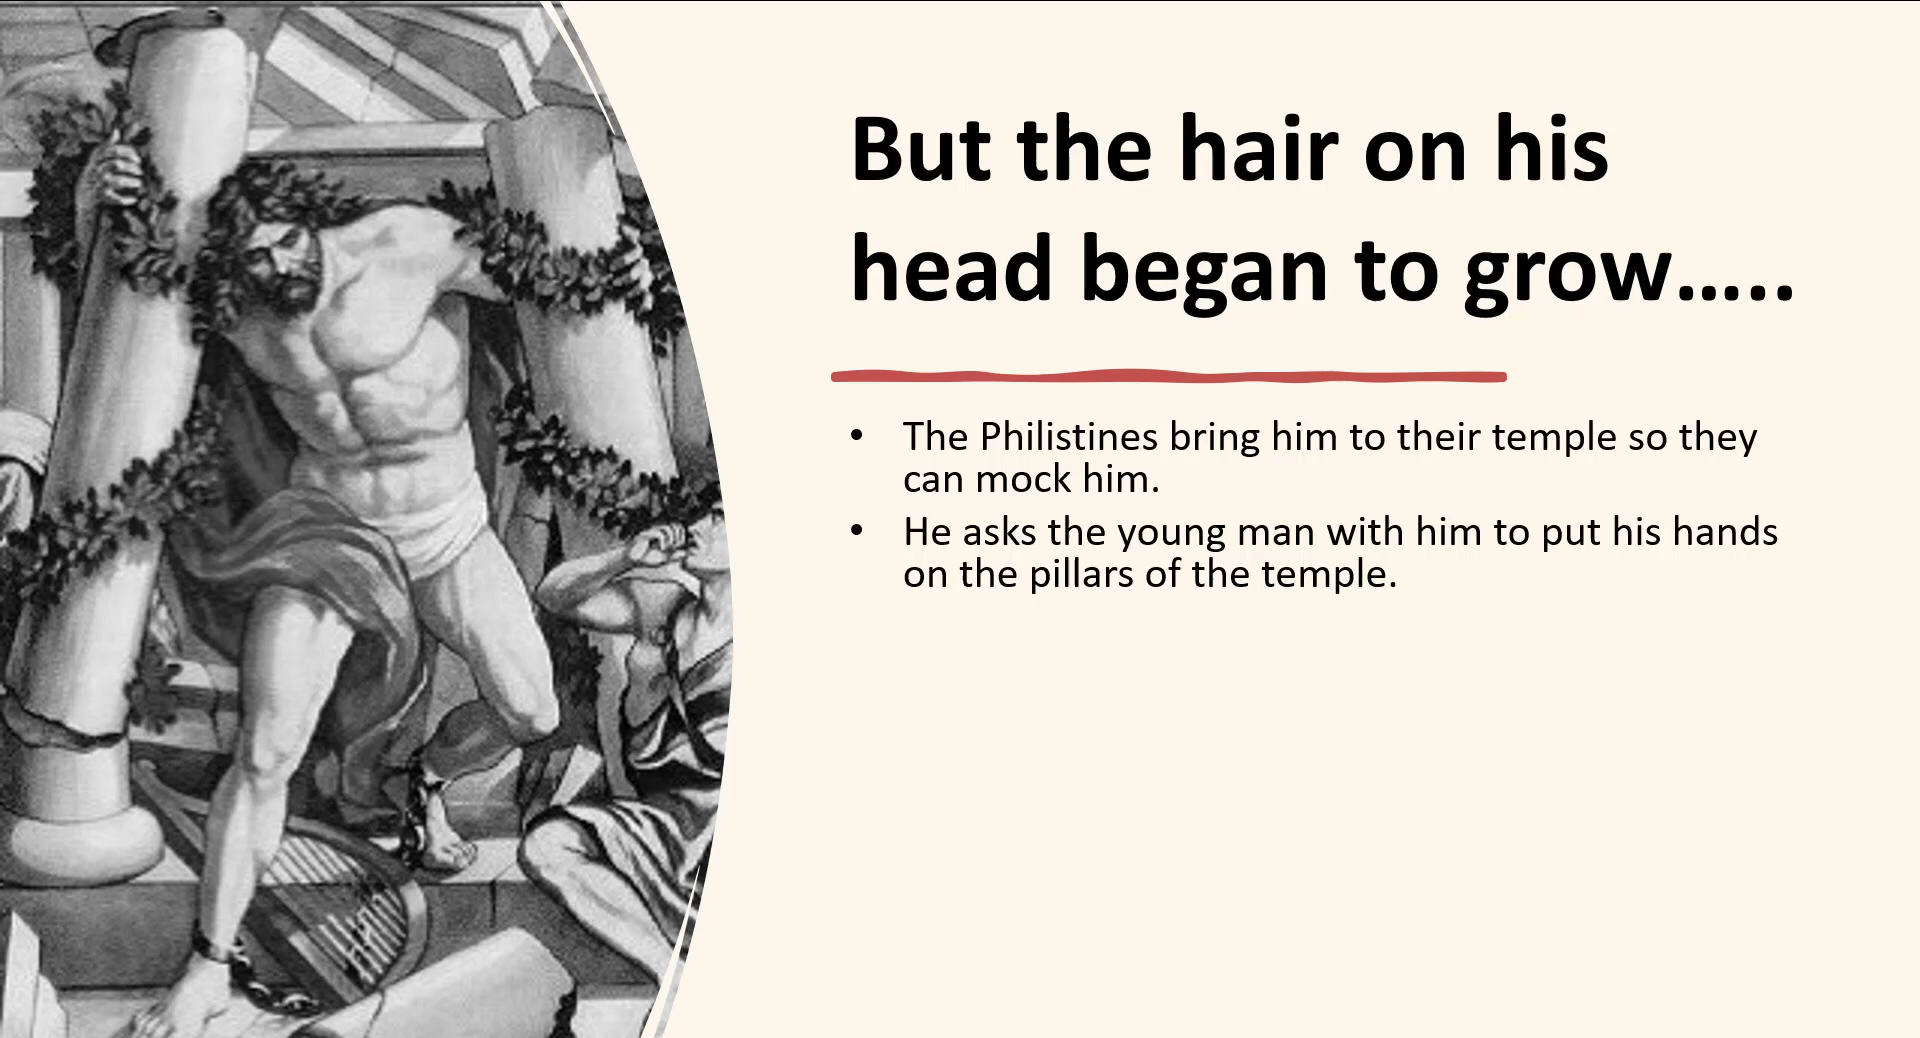 But the hair on his
head began to grow…..
• The Philistines bring him to their temple so they
can mock him.
• He asks the young man with him to put his hands
on the pillars of the temple.